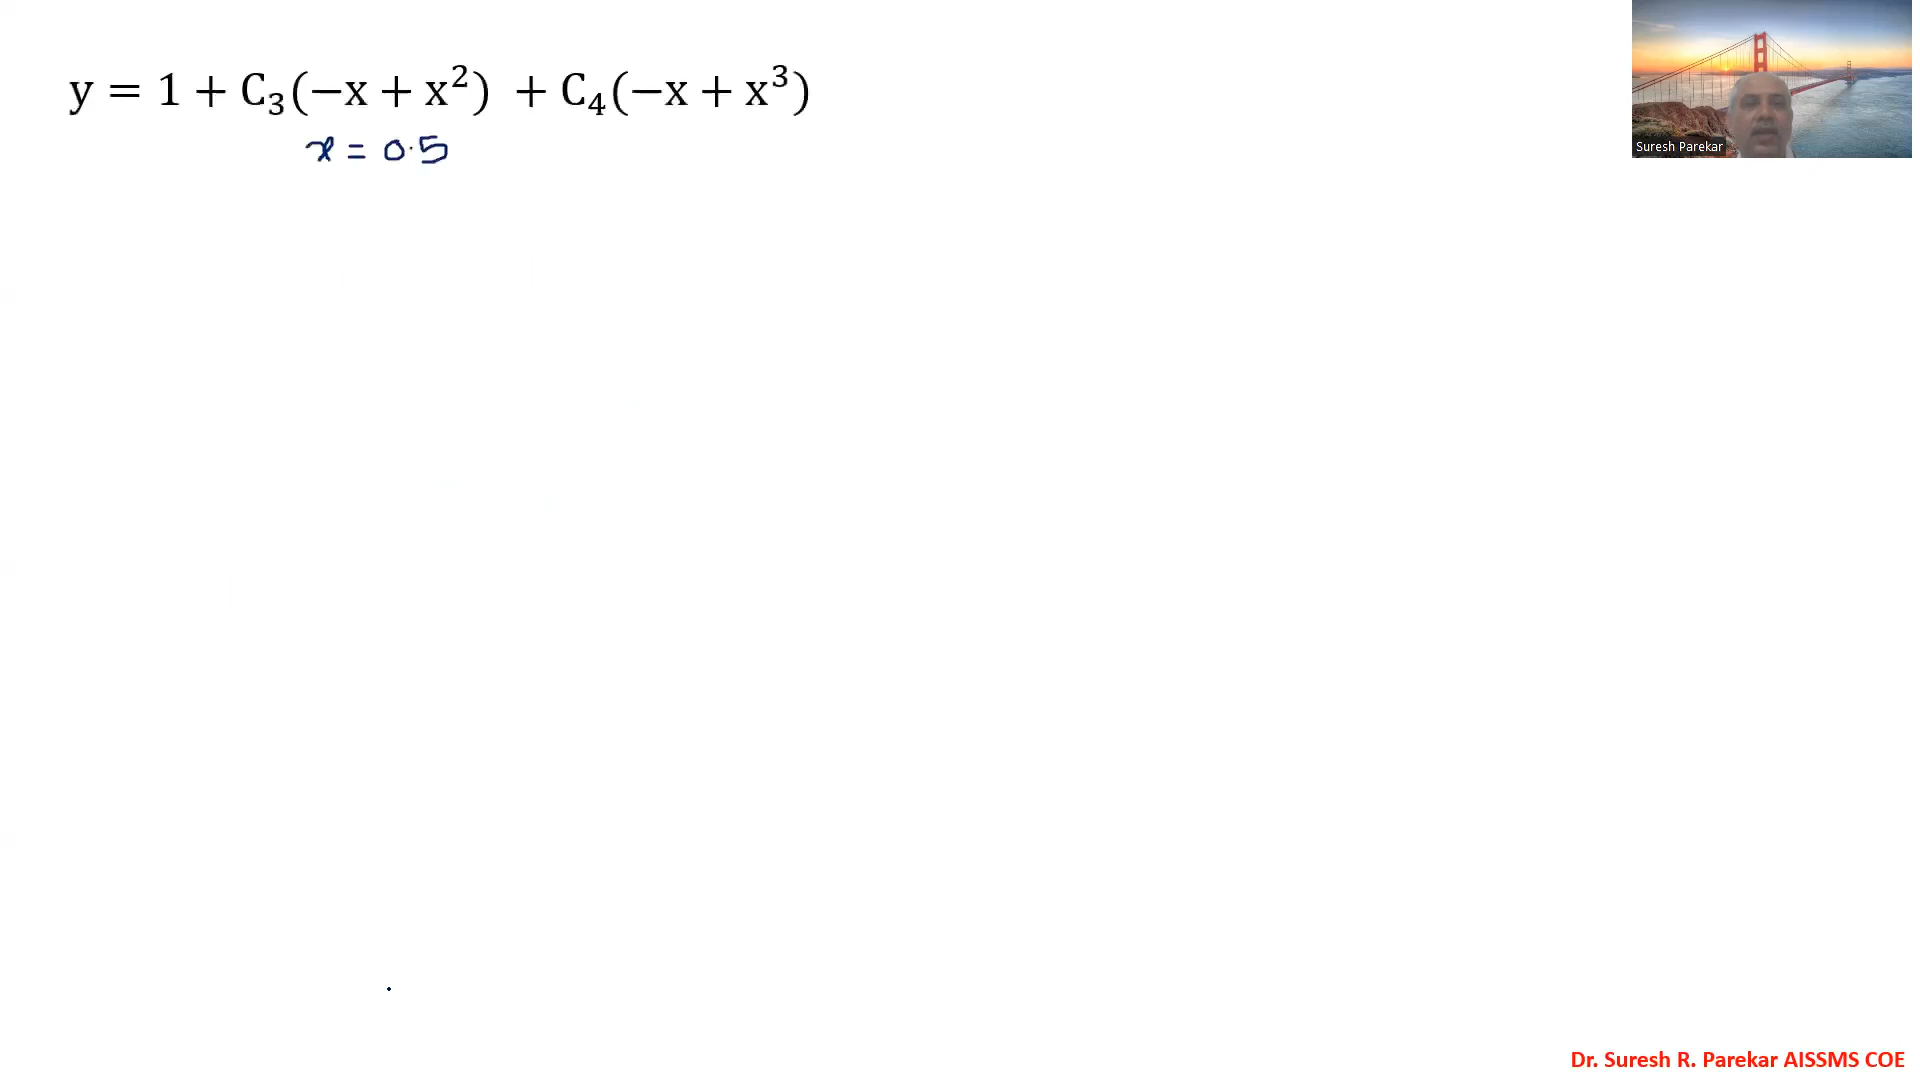 y = 1 + C₃(−x + x²) + C₄(−x + x³)
x = 0.5
Suresh Parekar
Dr. Suresh R. Parekar AISSMS COE